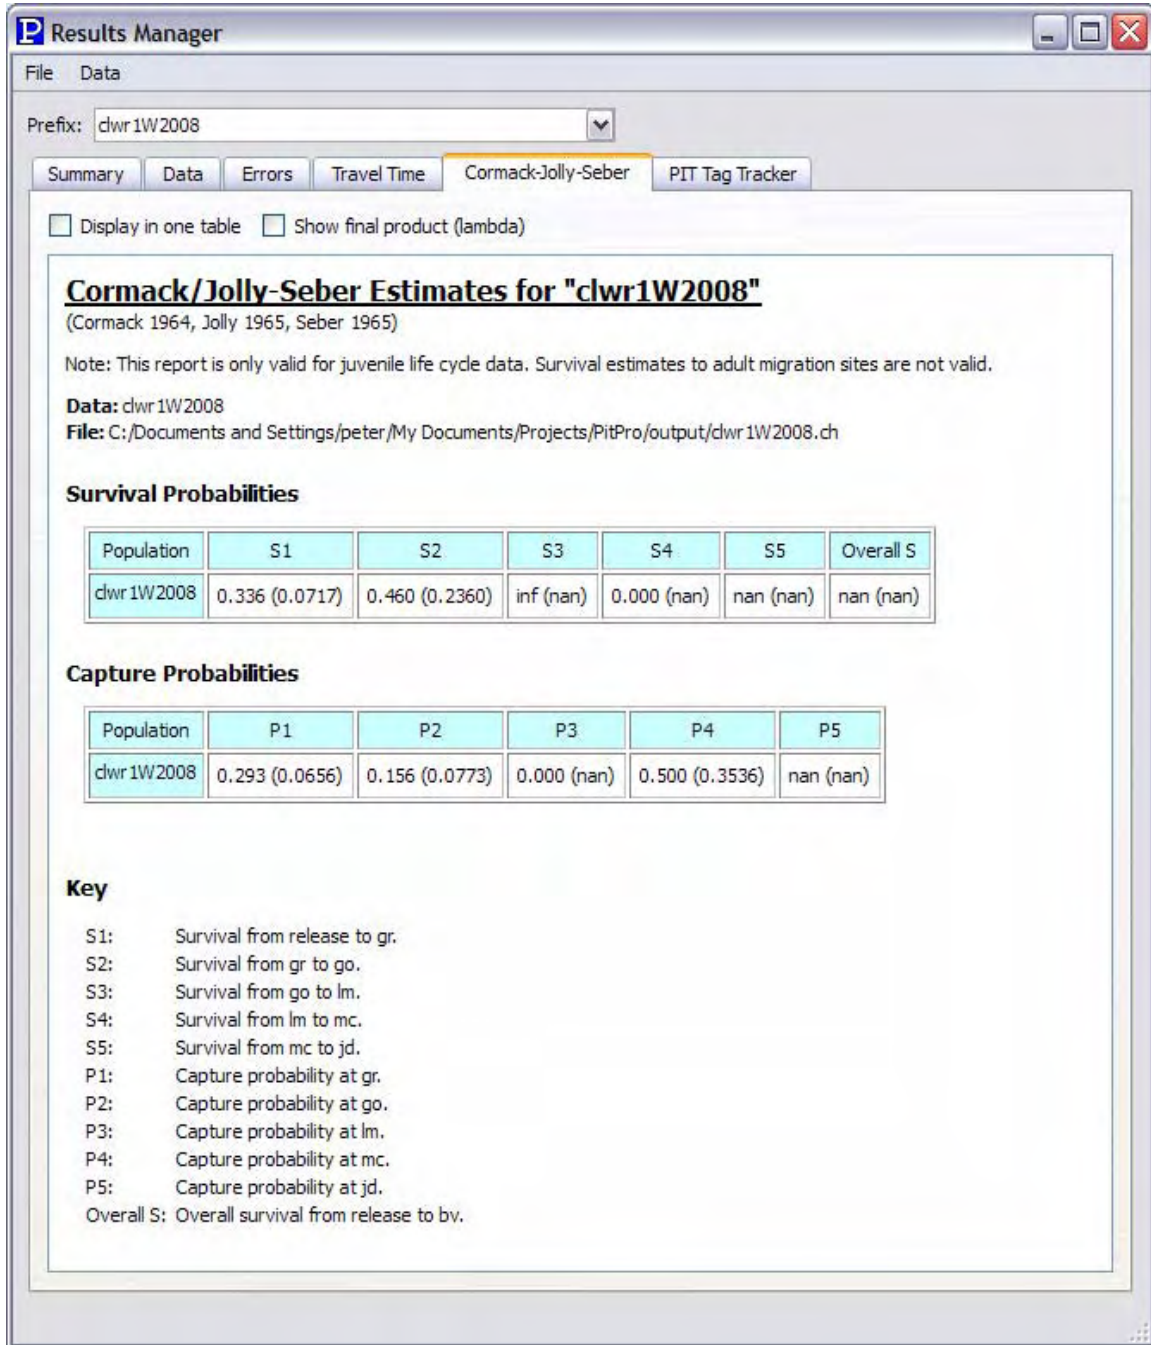 P Results Manager
File Data
Prefix: clwr1W2008
Summary Data Errors Travel Time Cormack-Jolly-Seber PIT Tag Tracker
Display in one table Show final product (lambda)
Cormack/Jolly-Seber Estimates for "clwr1W2008"
(Cormack 1964, Jolly 1965, Seber 1965)
Note: This report is only valid for juvenile life cycle data. Survival estimates to adult migration sites are not valid.
Data: clwr1W2008
File: C:/Documents and Settings/peter/My Documents/Projects/PitPro/output/clwr1W2008.ch
Survival Probabilities
Population S1 S2 S3 S4 S5 Overall S
clwr1W2008 0.336 (0.0717) 0.460 (0.2360) inf (nan) 0.000 (nan) nan (nan) nan (nan)
Capture Probabilities
Population P1 P2 P3 P4 P5
clwr1W2008 0.293 (0.0656) 0.156 (0.0773) 0.000 (nan) 0.500 (0.3536) nan (nan)
Key
S1: Survival from release to gr.
S2: Survival from gr to go.
S3: Survival from go to lm.
S4: Survival from lm to mc.
S5: Survival from mc to jd.
P1: Capture probability at gr.
P2: Capture probability at go.
P3: Capture probability at lm.
P4: Capture probability at mc.
P5: Capture probability at jd.
Overall S: Overall survival from release to bv.